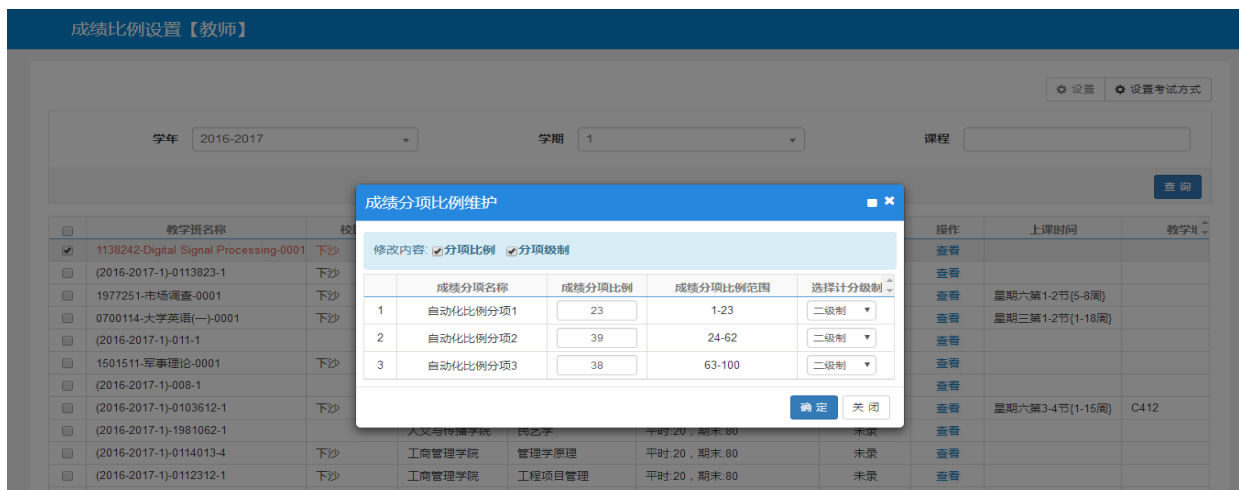 成绩比例设置【教师】
设置 设置考试方式
学年 2016-2017 学期 1 课程
查 询
成绩分项比例维护
教学班名称 操作 上课时间
1138242-Digital Signal Processing-0001 下沙 查看
修改内容: 分项比例 分项级制
(2016-2017-1)-0113823-1 下沙 查看
成绩分项名称 成绩分项比例 成绩分项比例范围 选择计分级制
1977251-市场调查-0001 下沙 查看 星期六第1-2节{5-8周}
1 自动化比例分项1 23 1-23 二级制
0700114-大学英语(一)-0001 下沙 查看 星期三第1-2节{1-18周}
2 自动化比例分项2 39 24-62 二级制
(2016-2017-1)-011-1 查看
3 自动化比例分项3 38 63-100 二级制
1501511-军事理论-0001 下沙 查看
(2016-2017-1)-008-1 查看
确 定 关 闭
(2016-2017-1)-0103612-1 下沙 查看 星期六第3-4节{1-15周} C412
(2016-2017-1)-1981062-1 人文与传播学院 民艺学 平时:20，期末:80 未录 查看
(2016-2017-1)-0114013-4 下沙 工商管理学院 管理学原理 平时:20，期末:80 未录 查看
(2016-2017-1)-0112312-1 下沙 工商管理学院 工程项目管理 平时:20，期末:80 未录 查看